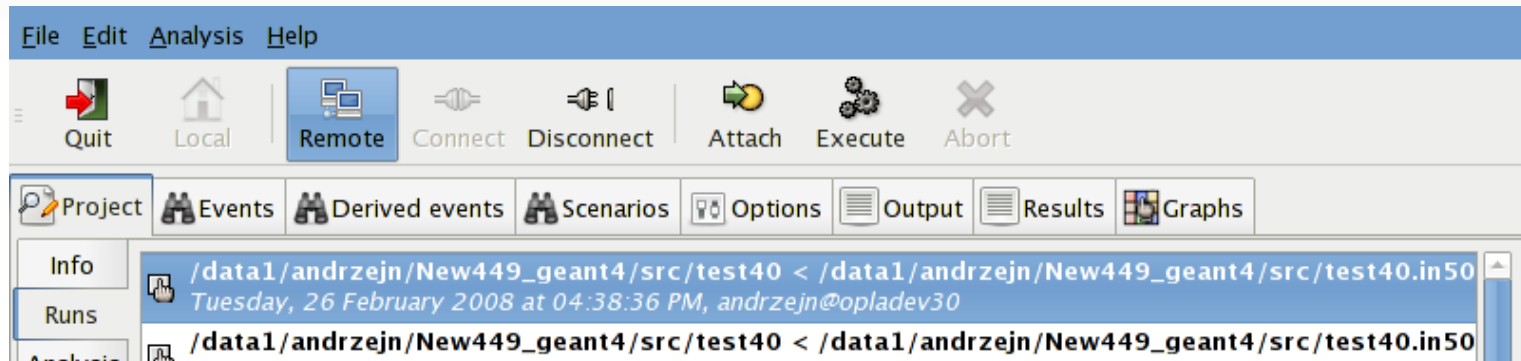 File Edit Analysis Help
Quit Local Remote Connect Disconnect Attach Execute Abort
Project Events Derived events Scenarios Options Output Results Graphs
Info
/data1/andrzejn/New449_geant4/src/test40 < /data1/andrzejn/New449_geant4/src/test40.in50
Tuesday, 26 February 2008 at 04:38:36 PM, andrzejn@opladev30
Runs
/data1/andrzejn/New449_geant4/src/test40 < /data1/andrzejn/New449_geant4/src/test40.in50
Analysis